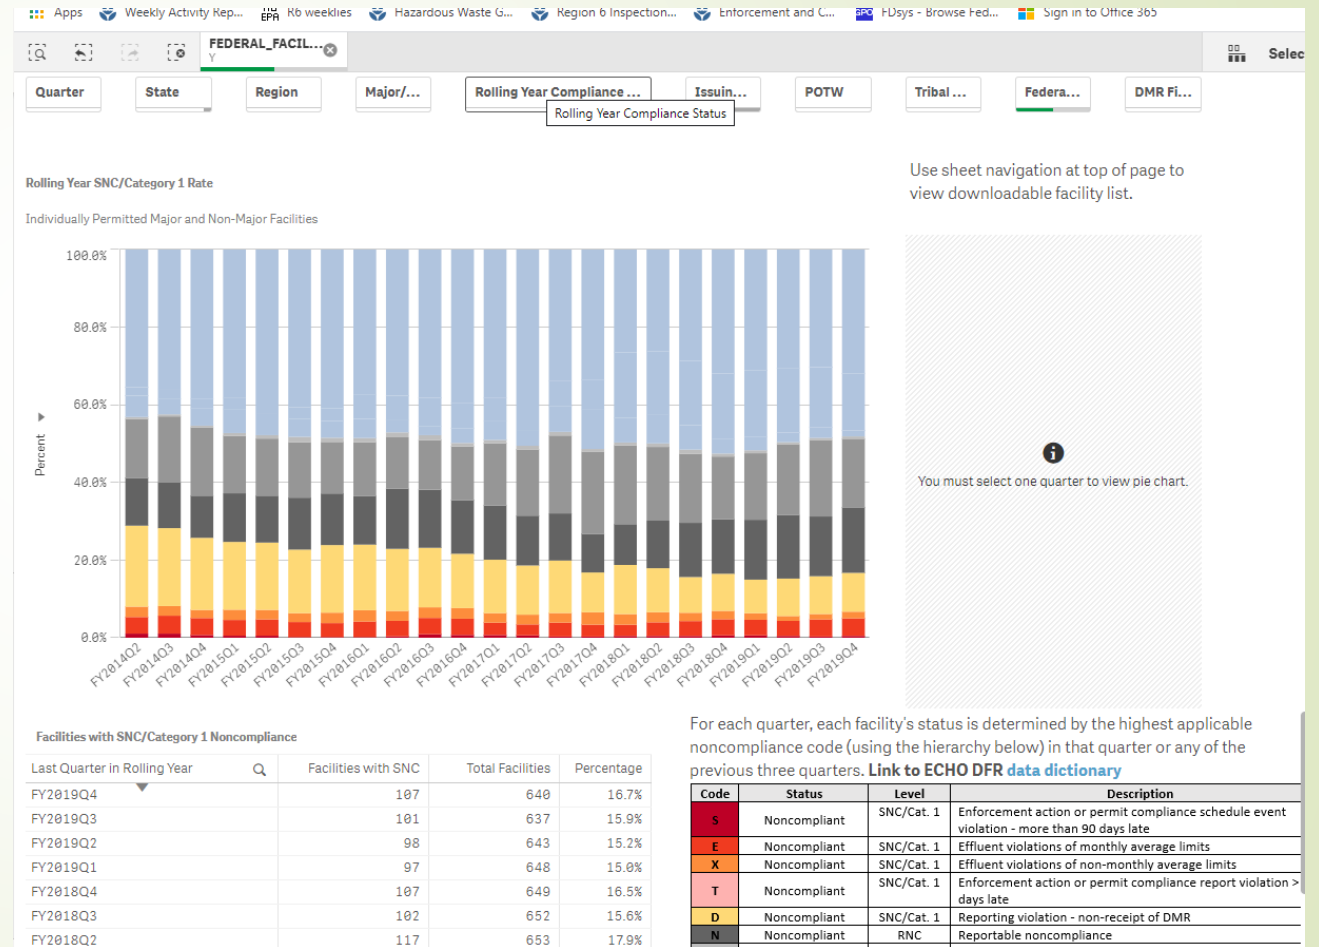 Apps Weekly Activity Rep... EPA R6 weeklies Hazardous Waste G... Region 6 Inspection... Enforcement and C... GPO FDsys - Browse Fed... Sign in to Office 365
FEDERAL_FACIL...
Y
Selec
Quarter State Region Major/... Rolling Year Compliance ... Issuin... POTW Tribal ... Federa... DMR Fi...
Rolling Year Compliance Status
Use sheet navigation at top of page to
view downloadable facility list.
Rolling Year SNC/Category 1 Rate
Individually Permitted Major and Non-Major Facilities
100.0%
80.0%
60.0%
40.0%
20.0%
0.0%
Percent
You must select one quarter to view pie chart.
FY2014Q2 FY2014Q3 FY2014Q4 FY2015Q1 FY2015Q2 FY2015Q3 FY2015Q4 FY2016Q1 FY2016Q2 FY2016Q3 FY2016Q4 FY2017Q1 FY2017Q2 FY2017Q3 FY2017Q4 FY2018Q1 FY2018Q2 FY2018Q3 FY2018Q4 FY2019Q1 FY2019Q2 FY2019Q3 FY2019Q4
Facilities with SNC/Category 1 Noncompliance
Last Quarter in Rolling Year Facilities with SNC Total Facilities Percentage
FY2019Q4 107 640 16.7%
FY2019Q3 101 637 15.9%
FY2019Q2 98 643 15.2%
FY2019Q1 97 648 15.0%
FY2018Q4 107 649 16.5%
FY2018Q3 102 652 15.6%
FY2018Q2 117 653 17.9%
For each quarter, each facility's status is determined by the highest applicable
noncompliance code (using the hierarchy below) in that quarter or any of the
previous three quarters. Link to ECHO DFR data dictionary
Code Status Level Description
S Noncompliant SNC/Cat. 1 Enforcement action or permit compliance schedule event
violation - more than 90 days late
E Noncompliant SNC/Cat. 1 Effluent violations of monthly average limits
X Noncompliant SNC/Cat. 1 Effluent violations of non-monthly average limits
T Noncompliant SNC/Cat. 1 Enforcement action or permit compliance report violation >
days late
D Noncompliant SNC/Cat. 1 Reporting violation - non-receipt of DMR
N Noncompliant RNC Reportable noncompliance